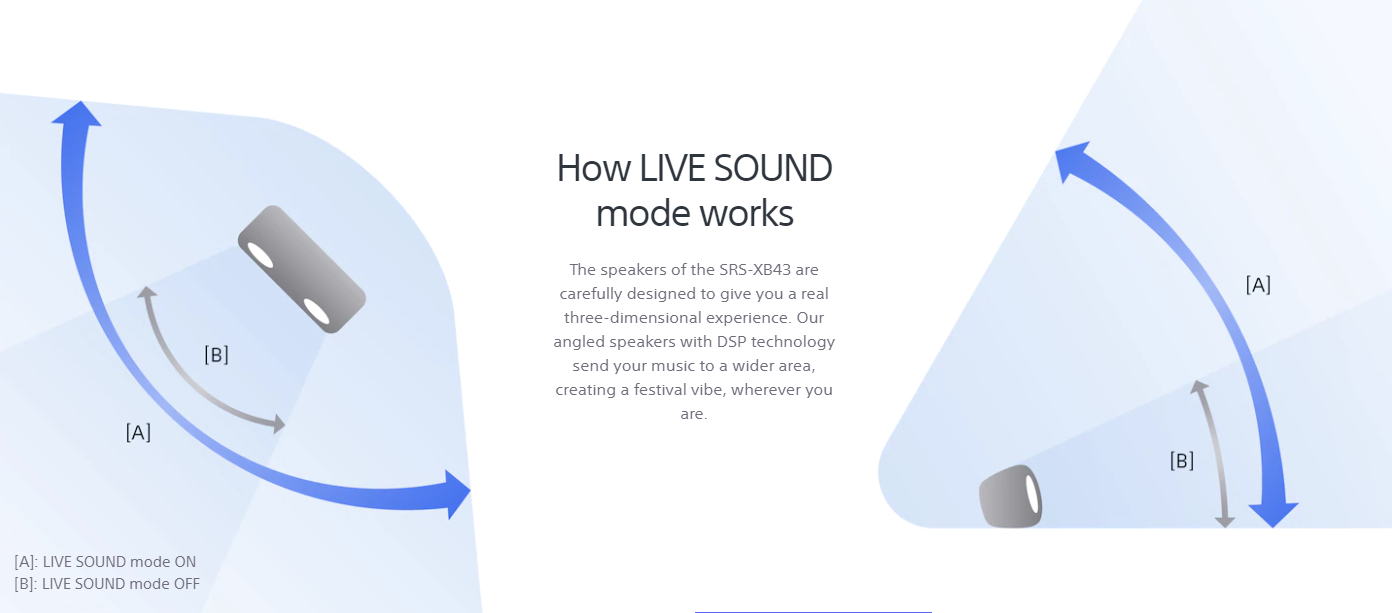 How LIVE SOUND
mode works
The speakers of the SRS-XB43 are
carefully designed to give you a real
three-dimensional experience. Our
angled speakers with DSP technology
send your music to a wider area,
creating a festival vibe, wherever you
are.
[B]
[A]
[A]: LIVE SOUND mode ON
[B]: LIVE SOUND mode OFF
[A]
[B]